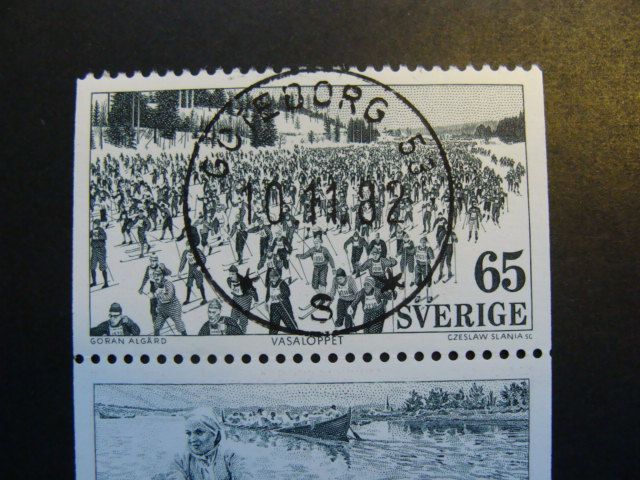 GÖTEBORG 53
10.11.82
* S *
65
SVERIGE
GÖRAN ALGÅRD VASALOPPET CZESLAW SLANIA SC